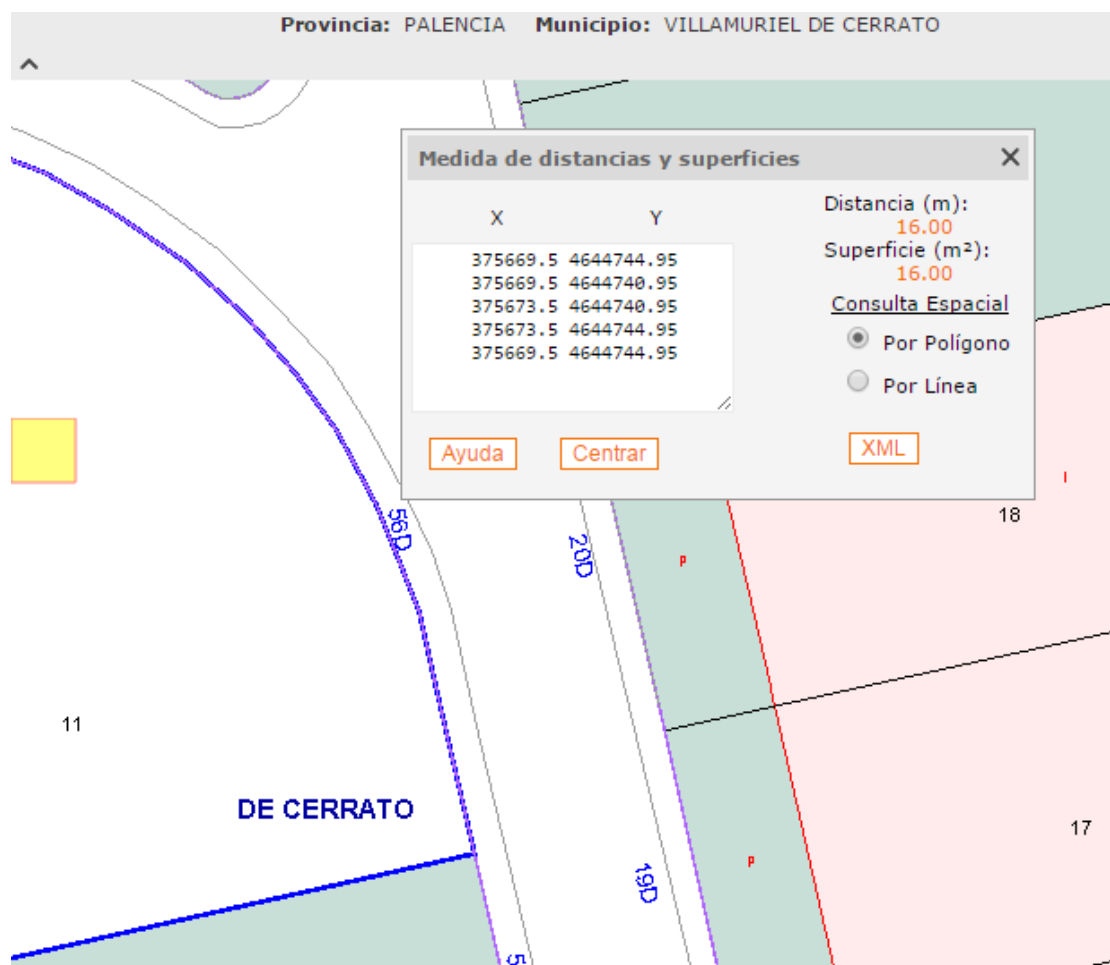 Provincia: PALENCIA Municipio: VILLAMURIEL DE CERRATO
Medida de distancias y superficies
X Y
375669.5 4644744.95
375669.5 4644740.95
375673.5 4644740.95
375673.5 4644744.95
375669.5 4644744.95
Distancia (m):
16.00
Superficie (m²):
16.00
Consulta Espacial
Por Polígono
Por Línea
Ayuda Centrar XML
I
18
56D
20D
P
11
DE CERRATO
17
P
19D
5